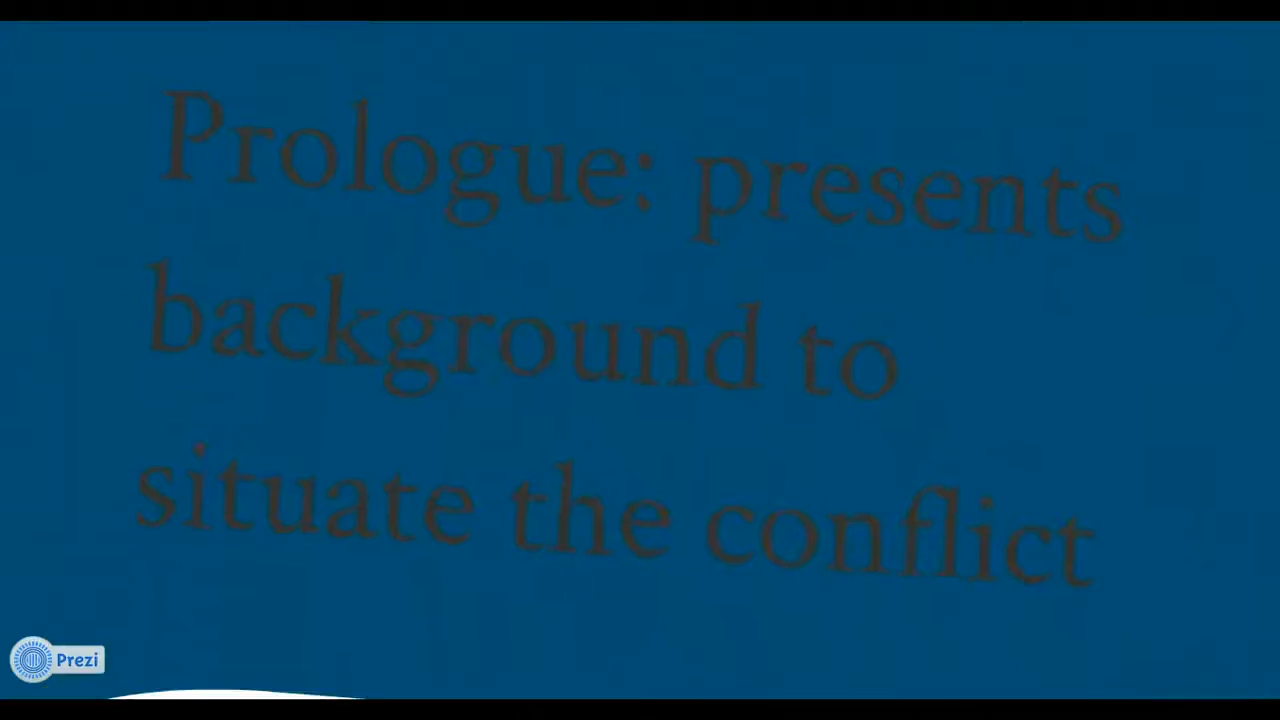 Prologue: presents
background to
situate the conflict
Prezi